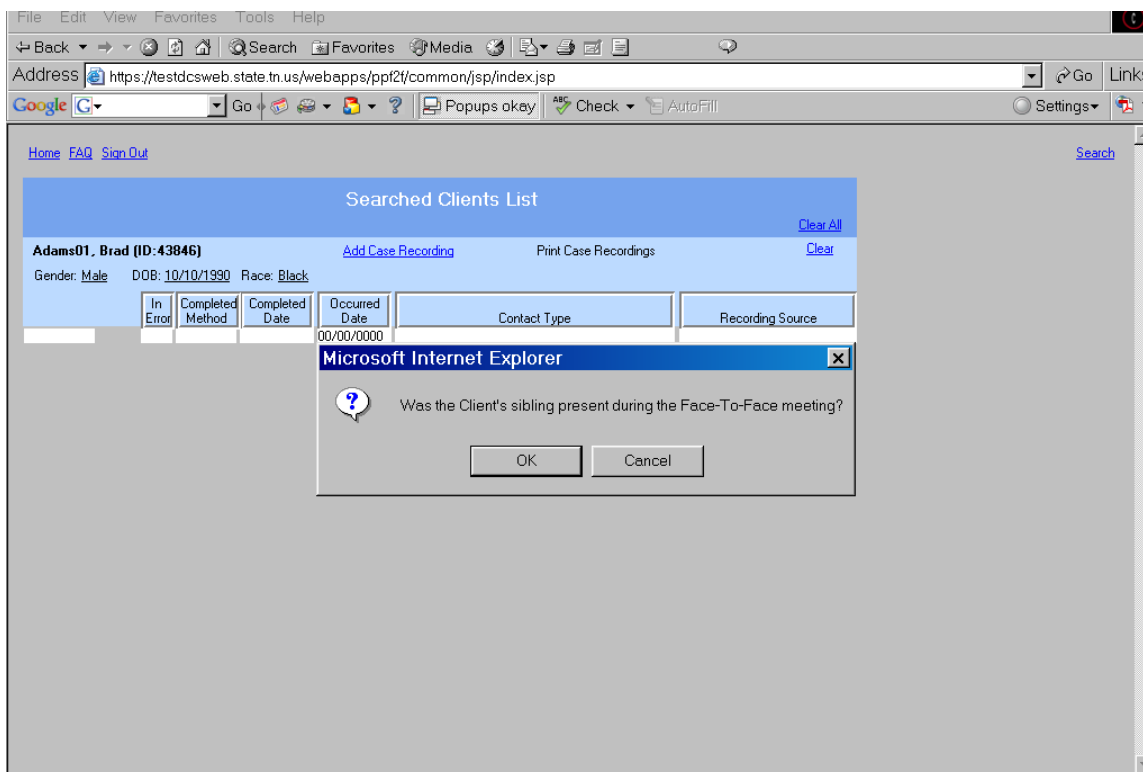 File Edit View Favorites Tools Help
Back Search Favorites Media
Address https://testdcsweb.state.tn.us/webapps/ppf2f/common/jsp/index.jsp Go Links
Google G Go Popups okay ABC Check AutoFill Settings
Home FAQ Sign Out Search
Searched Clients List
Clear All
Adams01, Brad (ID:43846) Add Case Recording Print Case Recordings Clear
Gender: Male DOB: 10/10/1990 Race: Black
In Error Completed Method Completed Date Occurred Date Contact Type Recording Source
00/00/0000
Microsoft Internet Explorer
Was the Client's sibling present during the Face-To-Face meeting?
OK Cancel